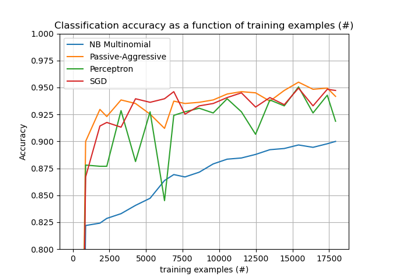 Classification accuracy as a function of training examples (#)
1.000
0.975
0.950
0.925
0.900
0.875
0.850
0.825
0.800
Accuracy
NB Multinomial
Passive-Aggressive
Perceptron
SGD
0 2500 5000 7500 10000 12500 15000 17500
training examples (#)